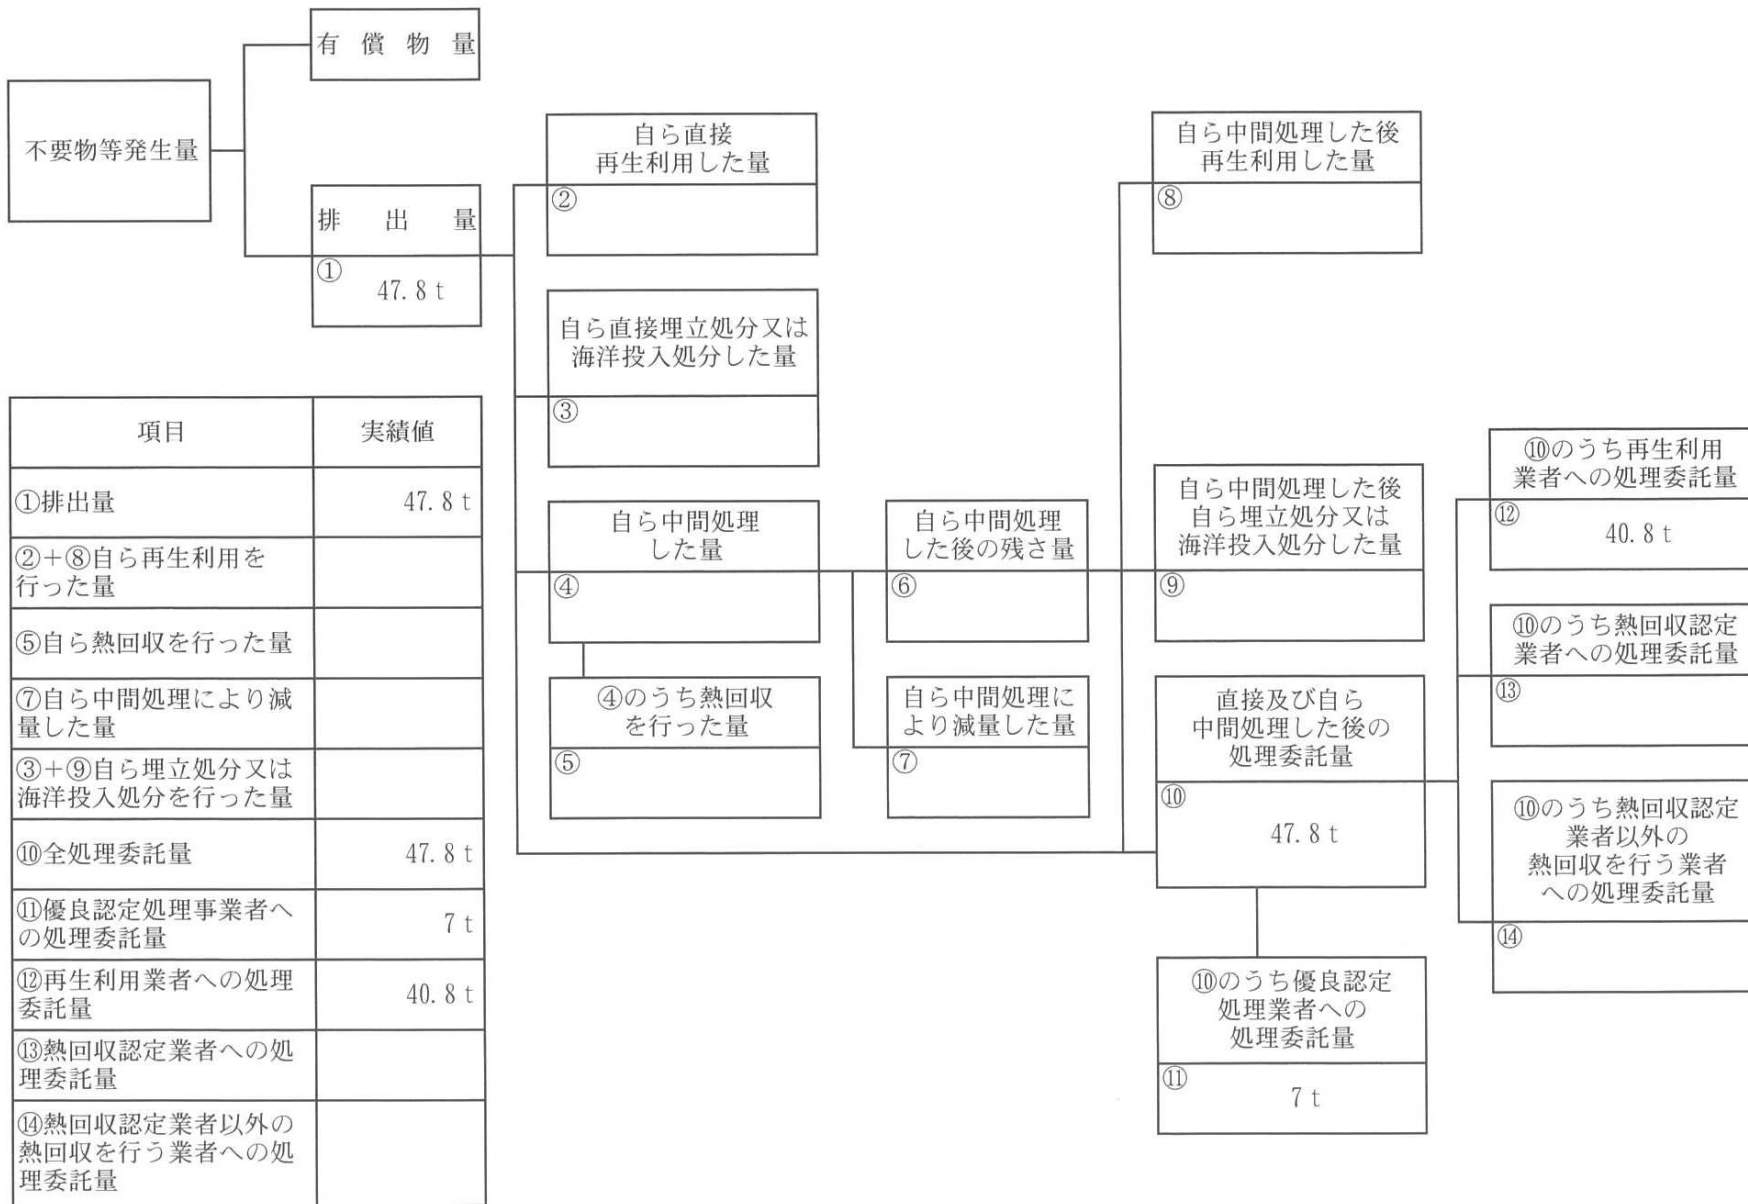 有償物量
不要物等発生量
排出量
①
47.8 t
自ら直接
再生利用した量
②
自ら直接埋立処分又は
海洋投入処分した量
③
自ら中間処理
した量
④
④のうち熱回収
を行った量
⑤
自ら中間処理
した後の残さ量
⑥
自ら中間処理に
より減量した量
⑦
自ら中間処理した後
再生利用した量
⑧
自ら中間処理した後
自ら埋立処分又は
海洋投入処分した量
⑨
直接及び自ら
中間処理した後の
処理委託量
⑩
47.8 t
⑩のうち優良認定
処理業者への
処理委託量
⑪
7 t
⑩のうち再生利用
業者への処理委託量
⑫
40.8 t
⑩のうち熱回収認定
業者への処理委託量
⑬
⑩のうち熱回収認定
業者以外の
熱回収を行う業者
への処理委託量
⑭
項目 実績値
①排出量 47.8 t
②+⑧自ら再生利用を
行った量
⑤自ら熱回収を行った量
⑦自ら中間処理により減
量した量
③+⑨自ら埋立処分又は
海洋投入処分を行った量
⑩全処理委託量 47.8 t
⑪優良認定処理事業者へ
の処理委託量 7 t
⑫再生利用業者への処理
委託量 40.8 t
⑬熱回収認定業者への処
理委託量
⑭熱回収認定業者以外の
熱回収を行う業者への処
理委託量